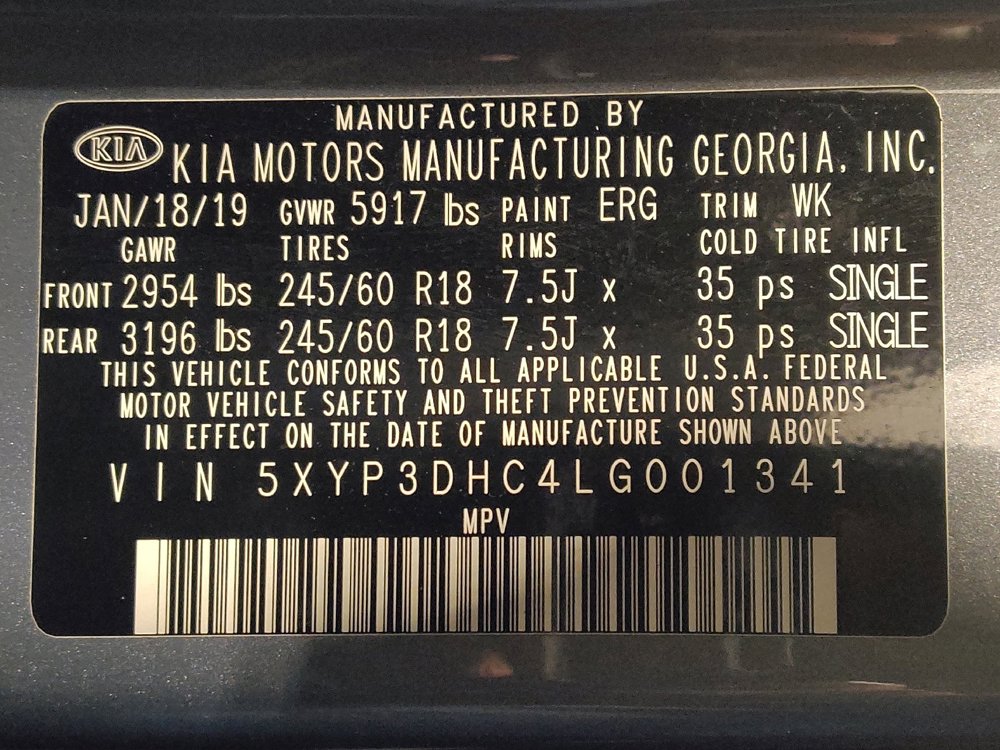 MANUFACTURED BY
KIA KIA MOTORS MANUFACTURING GEORGIA, INC.
JAN/18/19 GVWR 5917 lbs PAINT ERG TRIM WK
GAWR TIRES RIMS COLD TIRE INFL
FRONT 2954 lbs 245/60 R18 7.5J x 35 ps SINGLE
REAR 3196 lbs 245/60 R18 7.5J x 35 ps SINGLE
THIS VEHICLE CONFORMS TO ALL APPLICABLE U.S.A. FEDERAL
MOTOR VEHICLE SAFETY AND THEFT PREVENTION STANDARDS
IN EFFECT ON THE DATE OF MANUFACTURE SHOWN ABOVE
VIN 5XYP3DHC4LG001341
MPV